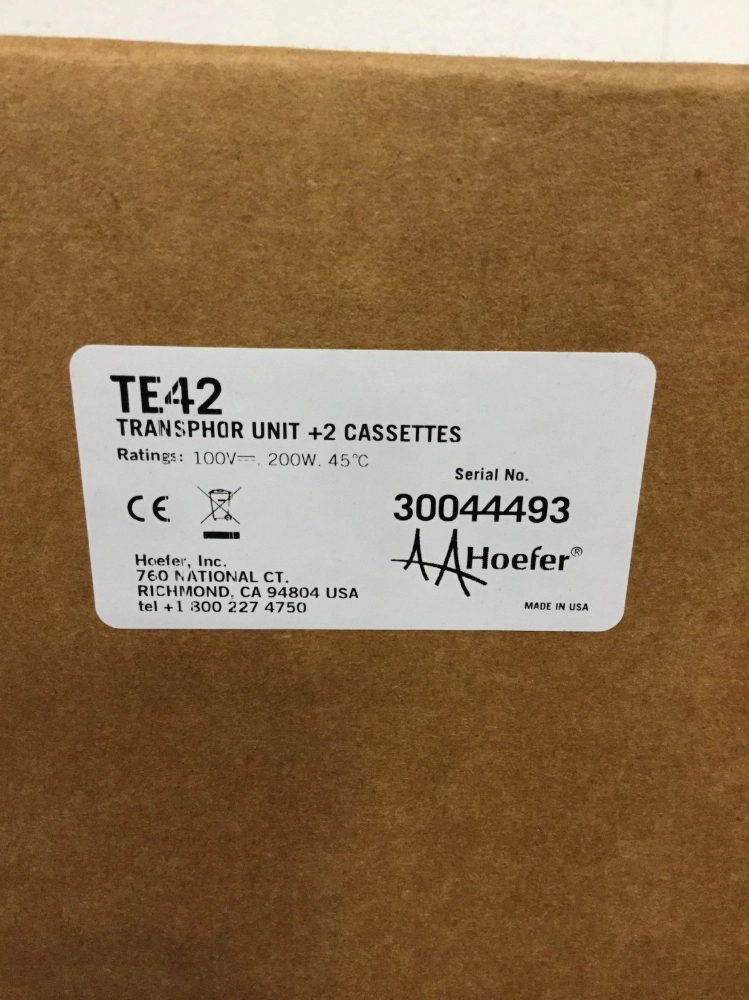 TE42
TRANSPHOR UNIT +2 CASSETTES
Ratings: 100V⎓, 200W, 45°C
Serial No.
30044493
CE
Hoefer®
Hoefer, Inc.
760 NATIONAL CT.
RICHMOND, CA 94804 USA
tel +1 800 227 4750
MADE IN USA